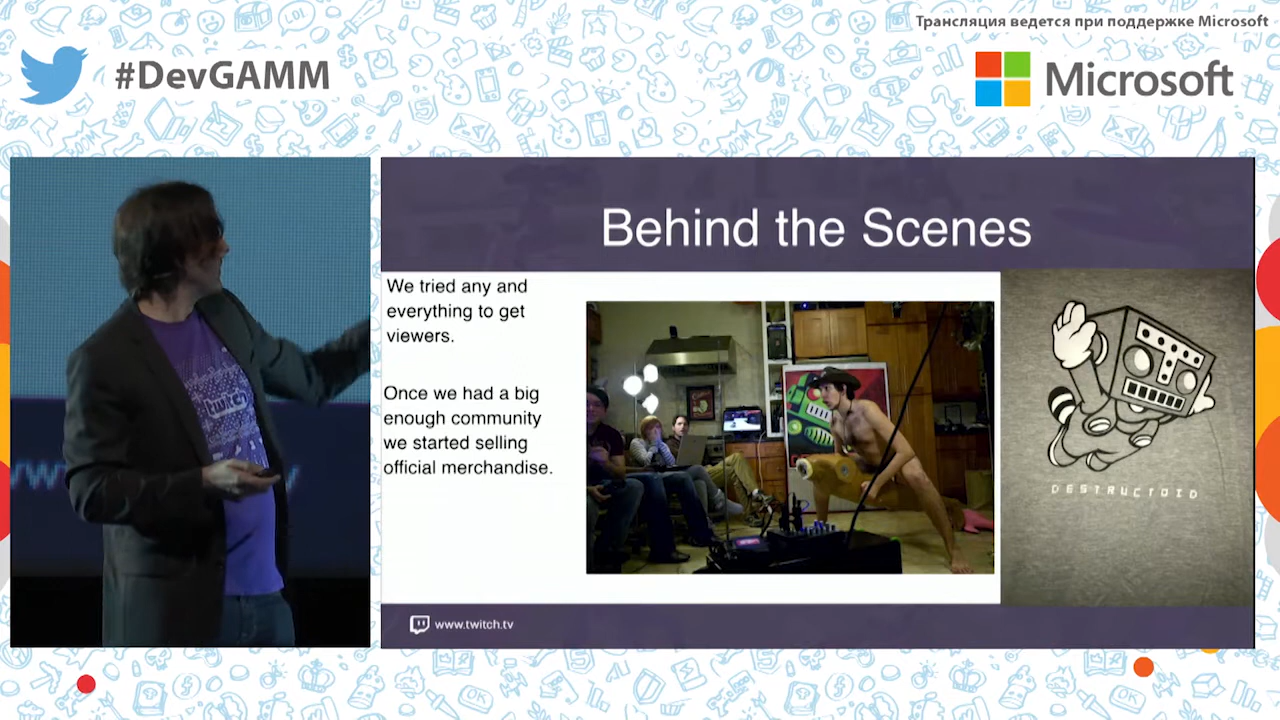 Трансляция ведется при поддержке Microsoft
#DevGAMM
Microsoft
Behind the Scenes
We tried any and
everything to get
viewers.
Once we had a big
enough community
we started selling
official merchandise.
DESTRUCTOID
twitch
www.twitch.tv